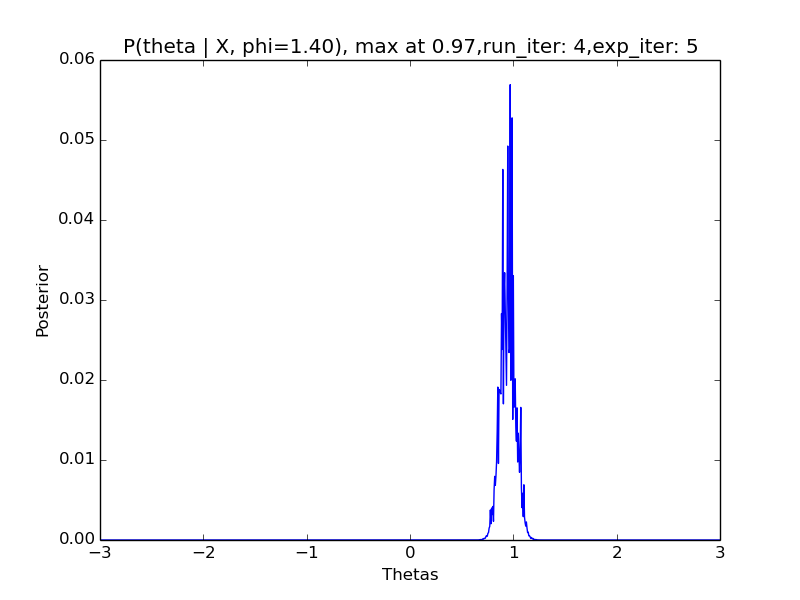 P(theta | X, phi=1.40), max at 0.97,run_iter: 4,exp_iter: 5
0.06
0.05
0.04
0.03
0.02
0.01
0.00
Posterior
−3 −2 −1 0 1 2 3
Thetas